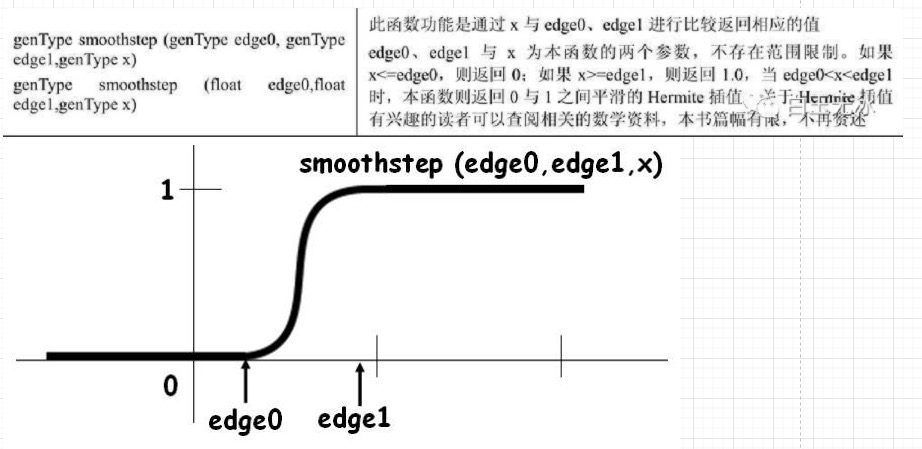 genType smoothstep (genType edge0, genType
edge1,genType x)
genType smoothstep (float edge0,float
edge1,genType x)
此函数功能是通过 x 与 edge0、edge1 进行比较返回相应的值
edge0、edge1 与 x 为本函数的两个参数，不存在范围限制。如果
x<=edge0，则返回 0；如果 x>=edge1，则返回 1.0，当 edge0<x<edge1
时，本函数则返回 0 与 1 之间平滑的 Hermite 插值。关于 Hermite 插值
有兴趣的读者可以查阅相关的数学资料，本书篇幅有限，不再赘述
白玉无冰
smoothstep (edge0,edge1,x)
1
0
edge0
edge1